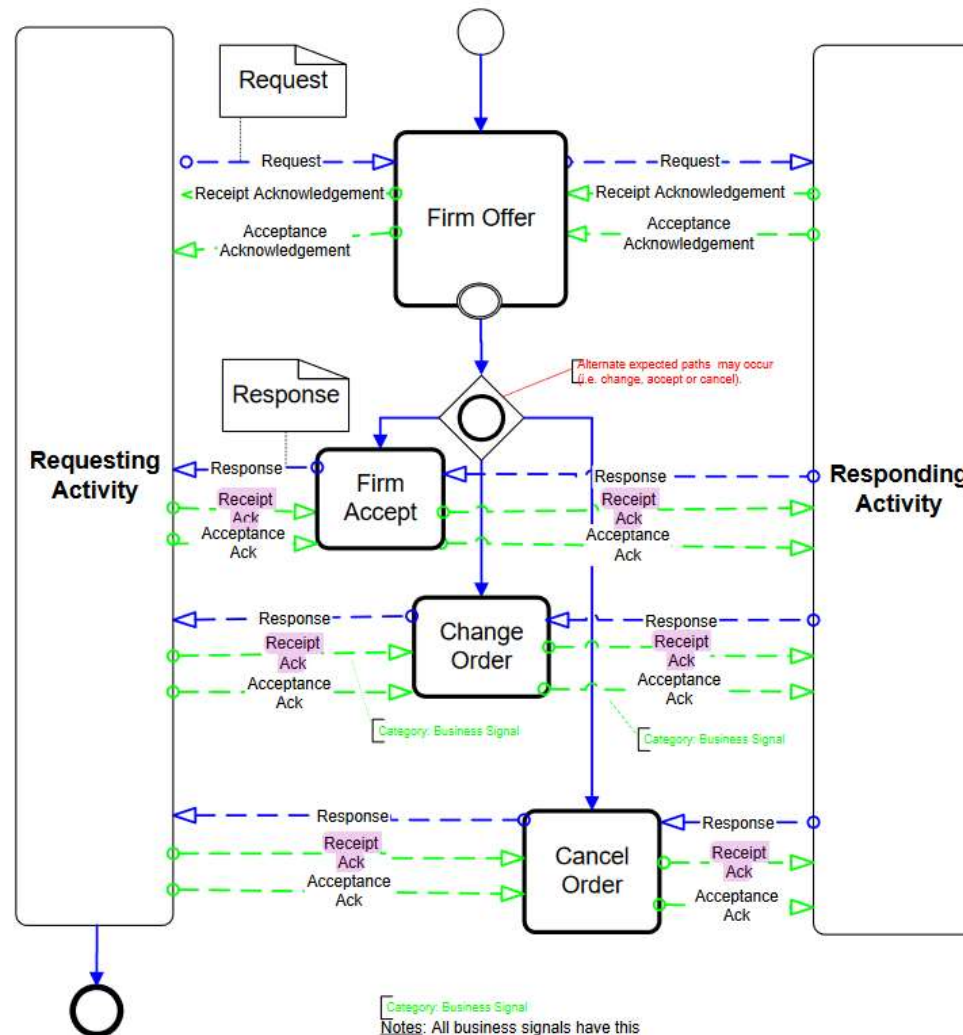 Request
Request
Request
Receipt Acknowledgement
Receipt Acknowledgement
Firm Offer
Acceptance
Acknowledgement
Acceptance
Acknowledgement
Alternate expected paths may occur
(i.e. change, accept or cancel).
Response
Requesting
Activity
Responding
Activity
Response
Firm
Accept
Response
Receipt
Ack
Receipt
Ack
Acceptance
Ack
Acceptance
Ack
Response
Change
Order
Response
Receipt
Ack
Receipt
Ack
Acceptance
Ack
Acceptance
Ack
Category: Business Signal
Category: Business Signal
Response
Cancel
Order
Response
Receipt
Ack
Receipt
Ack
Acceptance
Ack
Acceptance
Ack
Category: Business Signal
Notes: All business signals have this